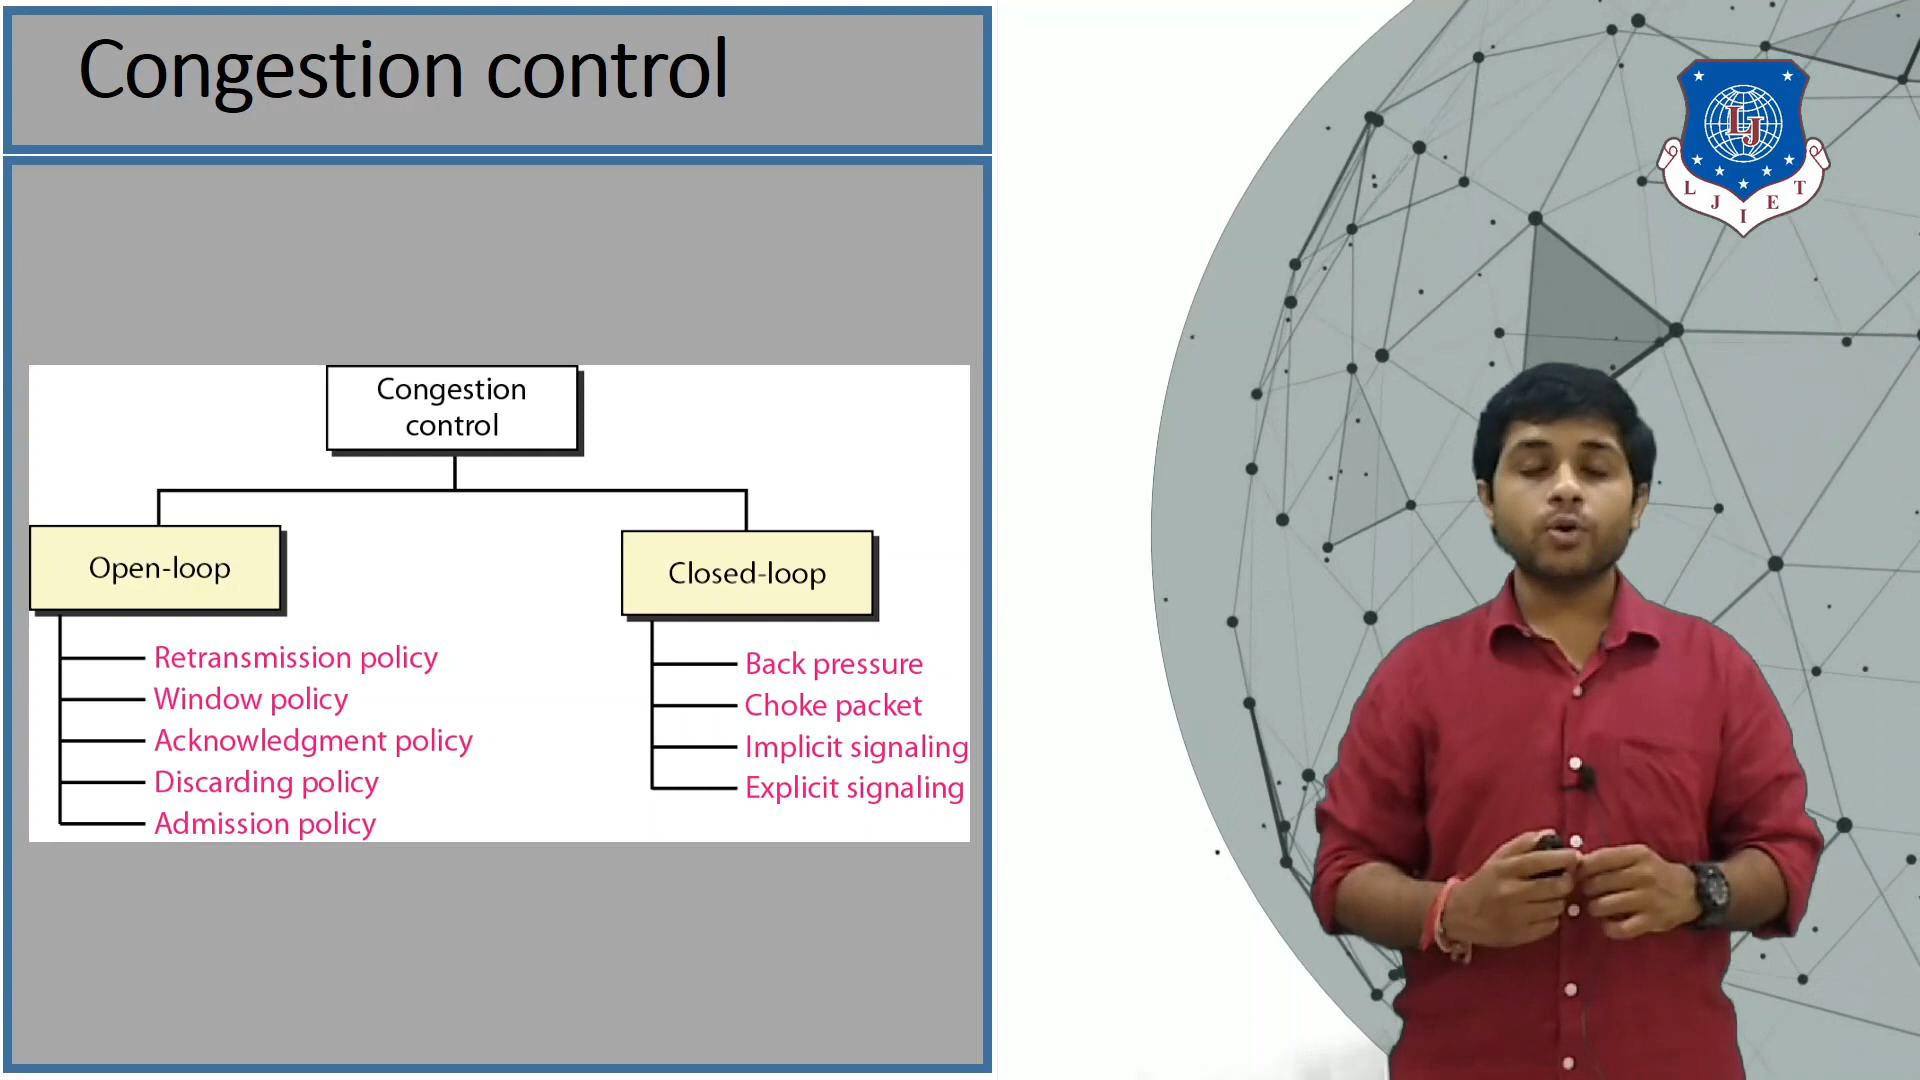 Congestion control
Congestion
control
Open-loop
Retransmission policy
Window policy
Acknowledgment policy
Discarding policy
Admission policy
Closed-loop
Back pressure
Choke packet
Implicit signaling
Explicit signaling
LJ
L J I E T